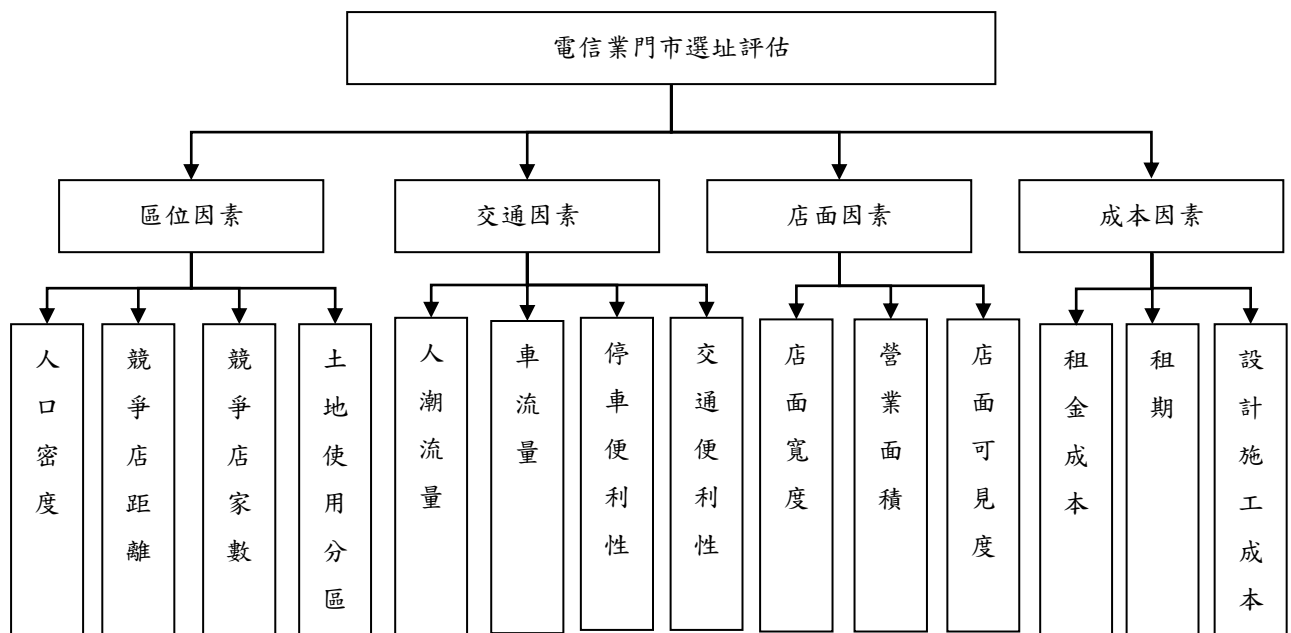 電信業門市選址評估
區位因素
交通因素
店面因素
成本因素
人口密度
競爭店距離
競爭店家數
土地使用分區
人潮流量
車流量
停車便利性
交通便利性
店面寬度
營業面積
店面可見度
租金成本
租期
設計施工成本